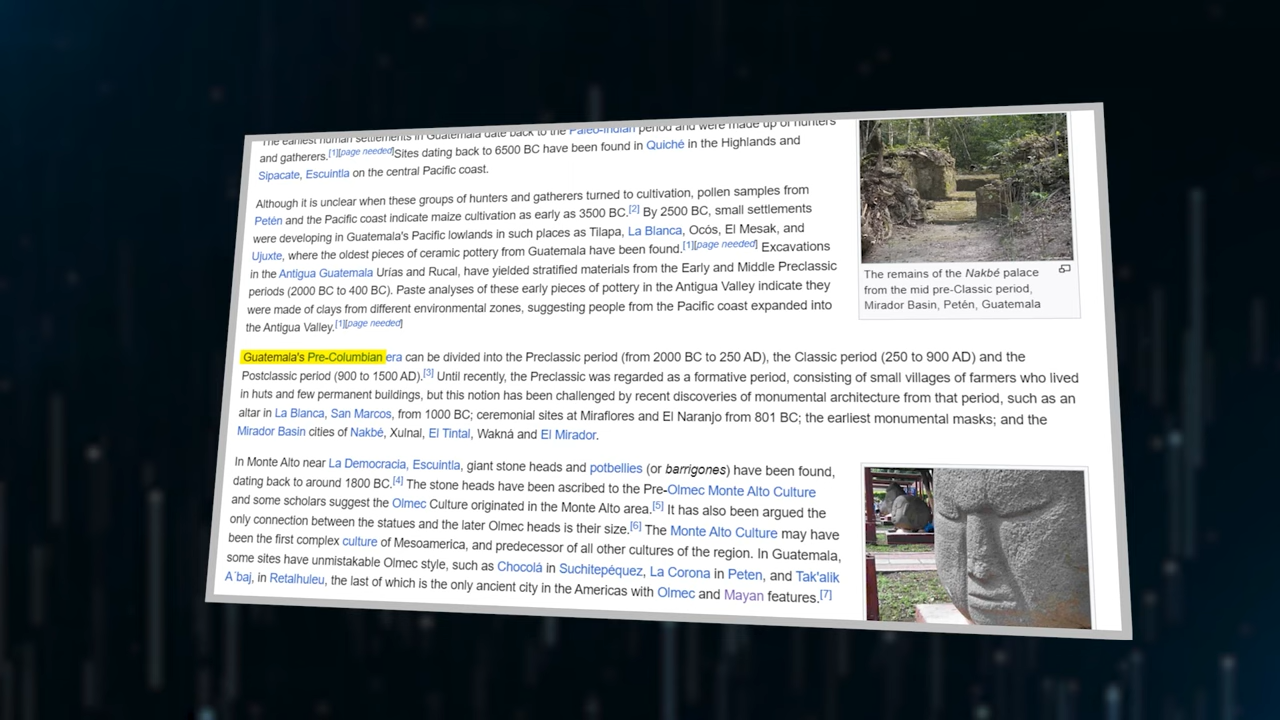 The earliest human settlements in Guatemala date back to the Paleo-Indian period and were made up of hunters
and gatherers.[1][page needed]Sites dating back to 6500 BC have been found in Quiché in the Highlands and
Sipacate, Escuintla on the central Pacific coast.
Although it is unclear when these groups of hunters and gatherers turned to cultivation, pollen samples from
Petén and the Pacific coast indicate maize cultivation as early as 3500 BC.[2] By 2500 BC, small settlements
were developing in Guatemala's Pacific lowlands in such places as Tilapa, La Blanca, Ocós, El Mesak, and
Ujuxte, where the oldest pieces of ceramic pottery from Guatemala have been found.[1][page needed] Excavations
in the Antigua Guatemala Urías and Rucal, have yielded stratified materials from the Early and Middle Preclassic
periods (2000 BC to 400 BC). Paste analyses of these early pieces of pottery in the Antigua Valley indicate they
were made of clays from different environmental zones, suggesting people from the Pacific coast expanded into
the Antigua Valley.[1][page needed]
The remains of the Nakbé palace
from the mid pre-Classic period,
Mirador Basin, Petén, Guatemala
Guatemala's Pre-Columbian era can be divided into the Preclassic period (from 2000 BC to 250 AD), the Classic period (250 to 900 AD) and the
Postclassic period (900 to 1500 AD).[3] Until recently, the Preclassic was regarded as a formative period, consisting of small villages of farmers who lived
in huts and few permanent buildings, but this notion has been challenged by recent discoveries of monumental architecture from that period, such as an
altar in La Blanca, San Marcos, from 1000 BC; ceremonial sites at Miraflores and El Naranjo from 801 BC; the earliest monumental masks; and the
Mirador Basin cities of Nakbé, Xulnal, El Tintal, Wakná and El Mirador.
In Monte Alto near La Democracia, Escuintla, giant stone heads and potbellies (or barrigones) have been found,
dating back to around 1800 BC.[4] The stone heads have been ascribed to the Pre-Olmec Monte Alto Culture
and some scholars suggest the Olmec Culture originated in the Monte Alto area.[5] It has also been argued the
only connection between the statues and the later Olmec heads is their size.[6] The Monte Alto Culture may have
been the first complex culture of Mesoamerica, and predecessor of all other cultures of the region. In Guatemala,
some sites have unmistakable Olmec style, such as Chocolá in Suchitepéquez, La Corona in Peten, and Tak'alik
A´baj, in Retalhuleu, the last of which is the only ancient city in the Americas with Olmec and Mayan features.[7]